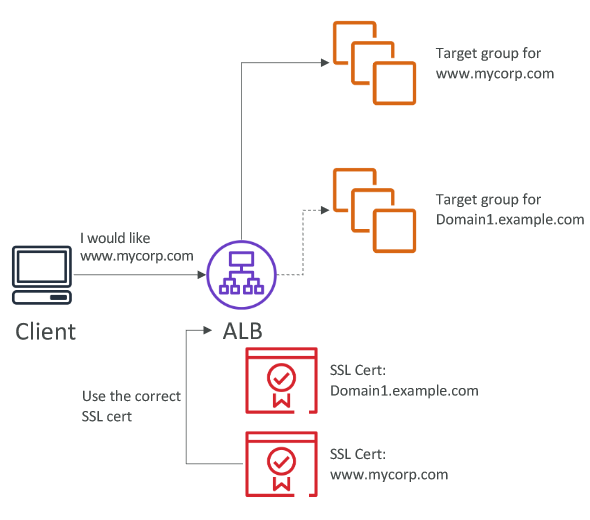 Target group for
www.mycorp.com
Target group for
Domain1.example.com
I would like
www.mycorp.com
Client
ALB
Use the correct
SSL cert
SSL Cert:
Domain1.example.com
SSL Cert:
www.mycorp.com